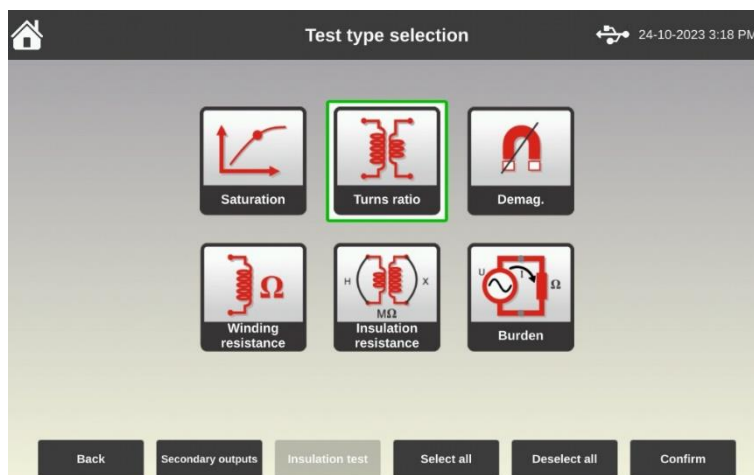 Test type selection
24-10-2023 3:18 PM
Saturation
Turns ratio
Demag.
Ω
Winding
resistance
H
X
MΩ
Insulation
resistance
U
I
Ω
Burden
Back
Secondary outputs
Insulation test
Select all
Deselect all
Confirm